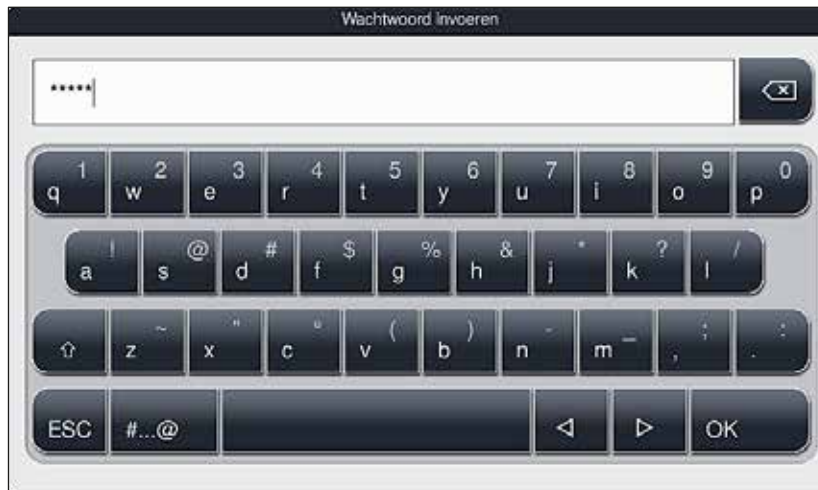 Wachtwoord invoeren
*****
1 2 3 4 5 6 7 8 9 0
q w e r t y u i o p
! @ # $ % & * ? /
a s d f g h j k l
~ " º ( ) - _ ; :
z x c v b n m , .
ESC #...@ OK